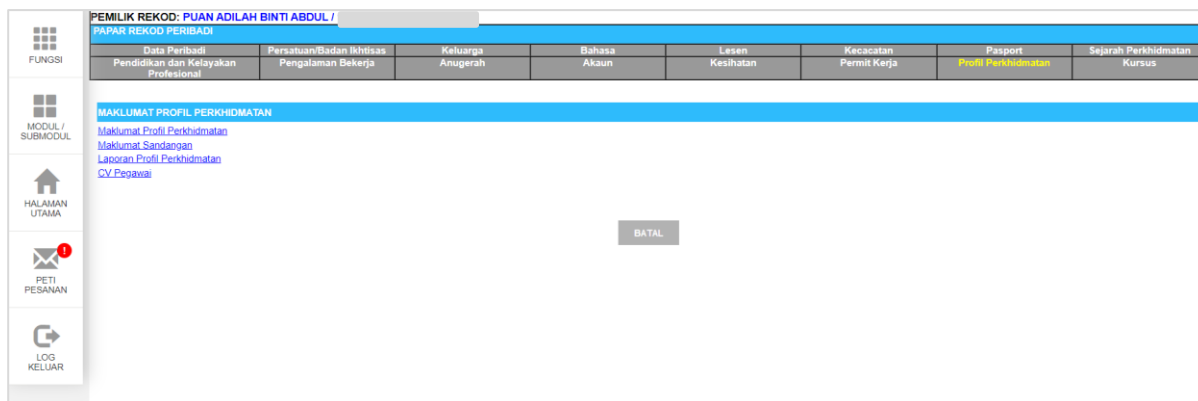 PEMILIK REKOD: PUAN ADILAH BINTI ABDUL /
PAPAR REKOD PERIBADI
Data Peribadi Persatuan/Badan Ikhtisas Keluarga Bahasa Lesen Kecacatan Pasport Sejarah Perkhidmatan
Pendidikan dan Kelayakan Profesional Pengalaman Bekerja Anugerah Akaun Kesihatan Permit Kerja Profil Perkhidmatan Kursus
FUNGSI
MODUL /
SUBMODUL
HALAMAN
UTAMA
!
PETI
PESANAN
LOG
KELUAR
MAKLUMAT PROFIL PERKHIDMATAN
Maklumat Profil Perkhidmatan
Maklumat Sandangan
Laporan Profil Perkhidmatan
CV Pegawai
BATAL